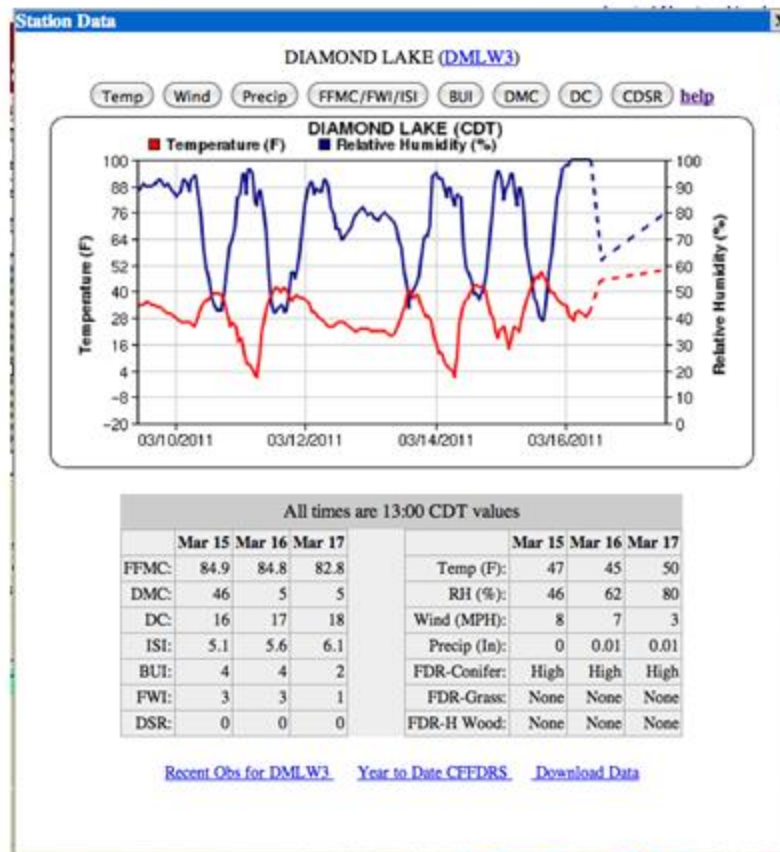 Station Data
DIAMOND LAKE (DMLW3)
Temp Wind Precip FFMC/FWI/ISI BUI DMC DC CDSR help
DIAMOND LAKE (CDT)
Temperature (F) Relative Humidity (%)
100 100
88 90
76 80
64 70
52 60
40 50
28 40
16 30
4 20
-8 10
-20 0
Temperature (F)
Relative Humidity (%)
03/10/2011 03/12/2011 03/14/2011 03/16/2011
All times are 13:00 CDT values
Mar 15 Mar 16 Mar 17 Mar 15 Mar 16 Mar 17
FFMC: 84.9 84.8 82.8 Temp (F): 47 45 50
DMC: 46 5 5 RH (%): 46 62 80
DC: 16 17 18 Wind (MPH): 8 7 3
ISI: 5.1 5.6 6.1 Precip (In): 0 0.01 0.01
BUI: 4 4 2 FDR-Conifer: High High High
FWI: 3 3 1 FDR-Grass: None None None
DSR: 0 0 0 FDR-H Wood: None None None
Recent Obs for DMLW3 Year to Date CFFDRS Download Data